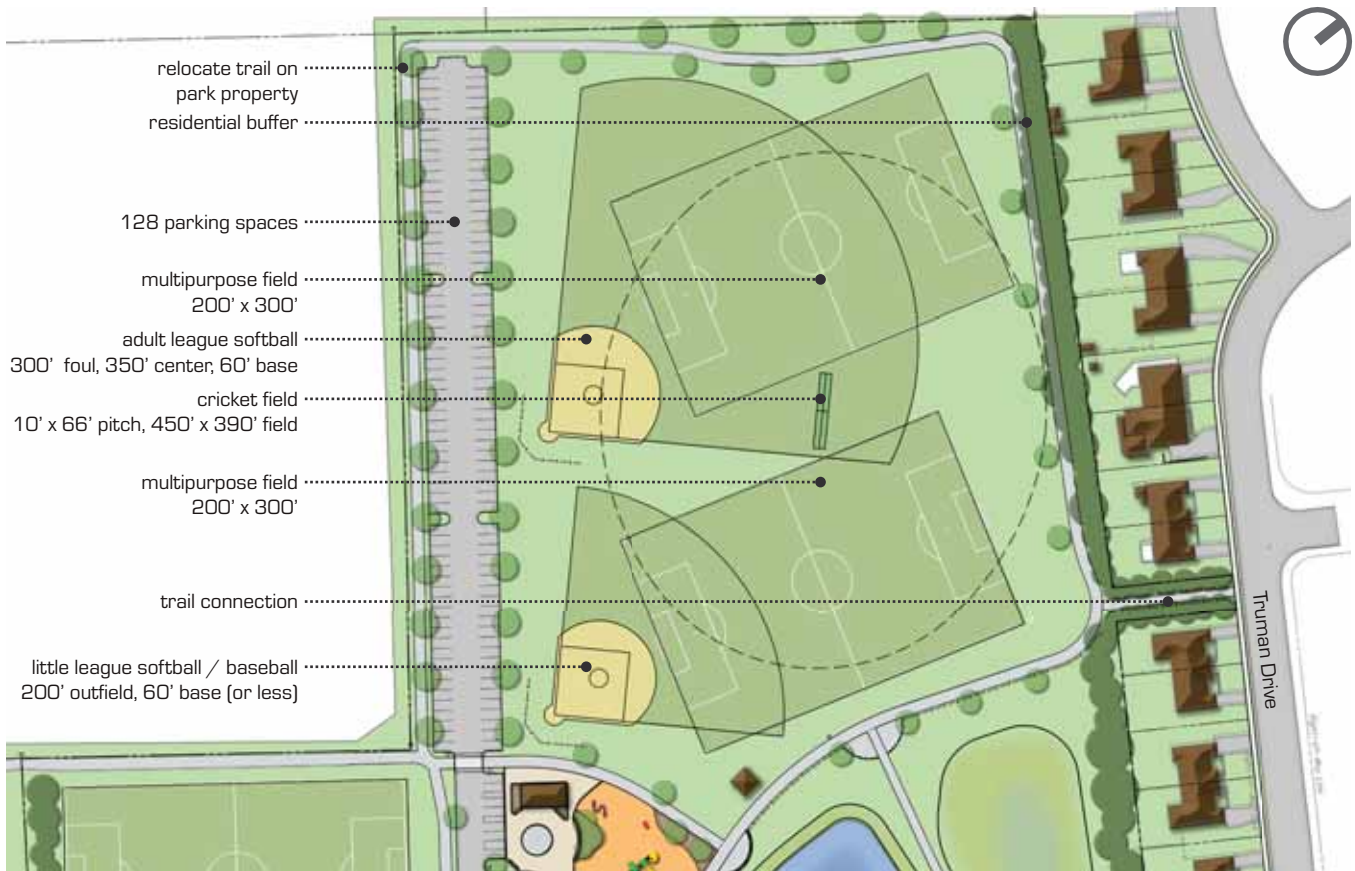 relocate trail on
park property
residential buffer
128 parking spaces
multipurpose field
200' x 300'
adult league softball
300' foul, 350' center, 60' base
cricket field
10' x 66' pitch, 450' x 390' field
multipurpose field
200' x 300'
trail connection
little league softball / baseball
200' outfield, 60' base (or less)
Truman Drive